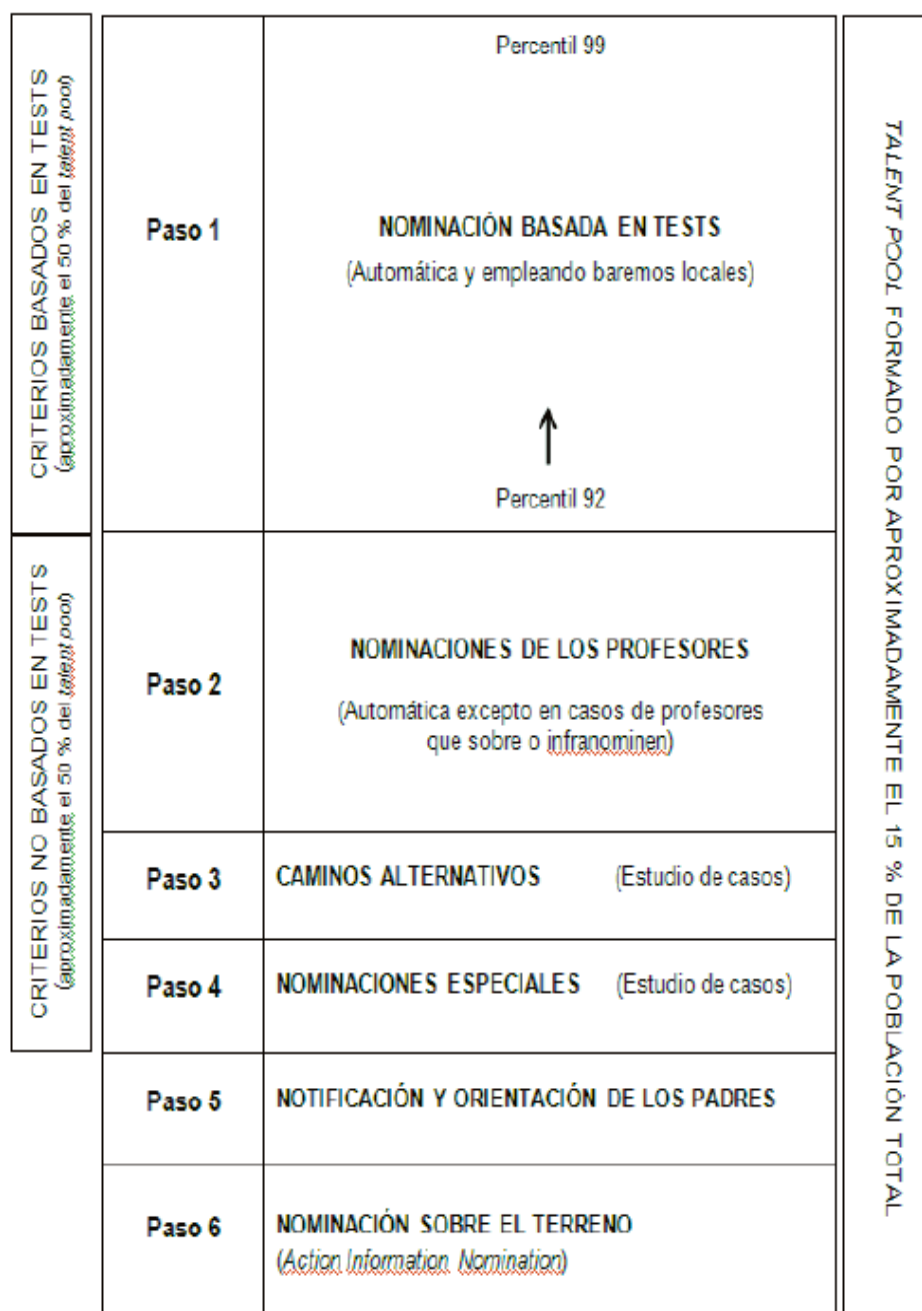 CRITERIOS BASADOS EN TESTS
(aproximadamente el 50 % del talent pool)
Paso 1
Percentil 99
NOMINACIÓN BASADA EN TESTS
(Automática y empleando baremos locales)
Percentil 92
CRITERIOS NO BASADOS EN TESTS
(aproximadamente el 50 % del talent pool)
Paso 2
NOMINACIONES DE LOS PROFESORES
(Automática excepto en casos de profesores
que sobre o infranominen)
Paso 3
CAMINOS ALTERNATIVOS (Estudio de casos)
Paso 4
NOMINACIONES ESPECIALES (Estudio de casos)
Paso 5
NOTIFICACIÓN Y ORIENTACIÓN DE LOS PADRES
Paso 6
NOMINACIÓN SOBRE EL TERRENO
(Action Information Nomination)
TALENT POOL FORMADO POR APROXIMADAMENTE EL 15 % DE LA POBLACIÓN TOTAL